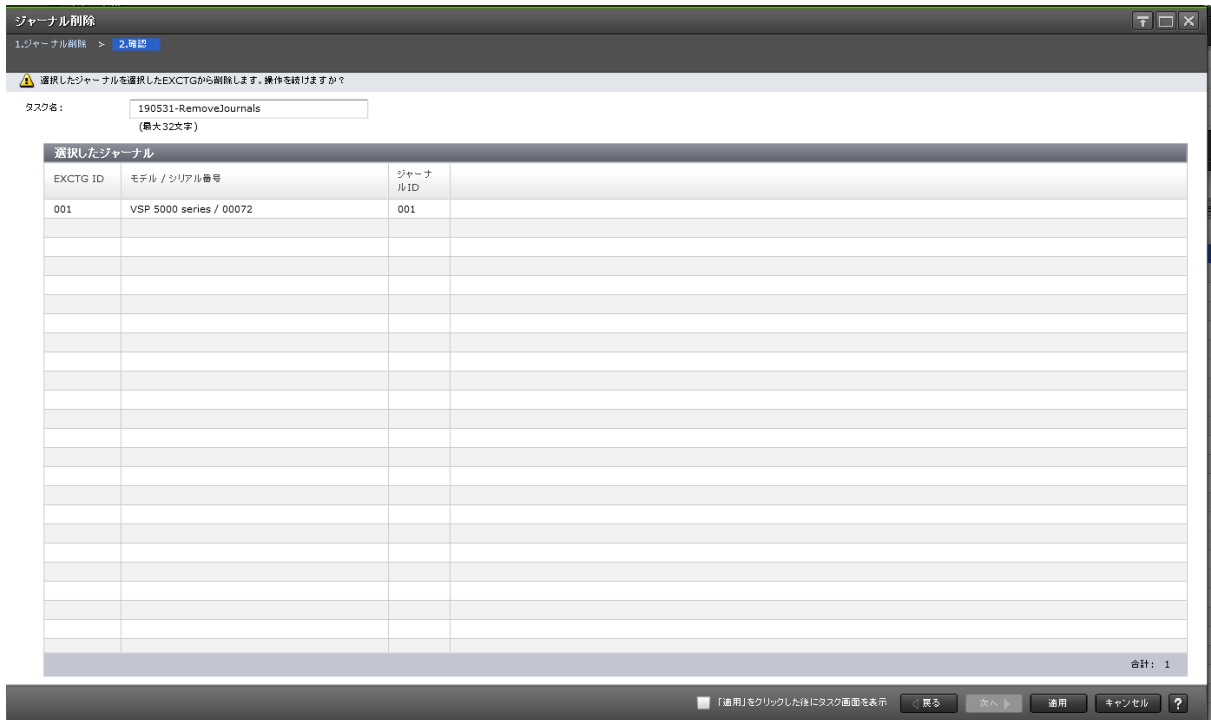 ジャーナル削除
1.ジャーナル削除 > 2.確認
選択したジャーナルを選択したEXCTGから削除します。操作を続けますか？
タスク名： 190531-RemoveJournals
(最大32文字)
選択したジャーナル
EXCTG ID モデル / シリアル番号 ジャーナ
ルID
001 VSP 5000 series / 00072 001
合計： 1
「適用」をクリックした後にタスク画面を表示 戻る 次へ 適用 キャンセル ?